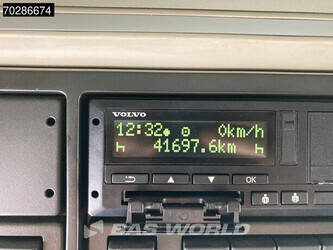 70286674
VOLVO
12:32 0km/h
h 41697.6km h
OK
EAS WORLD